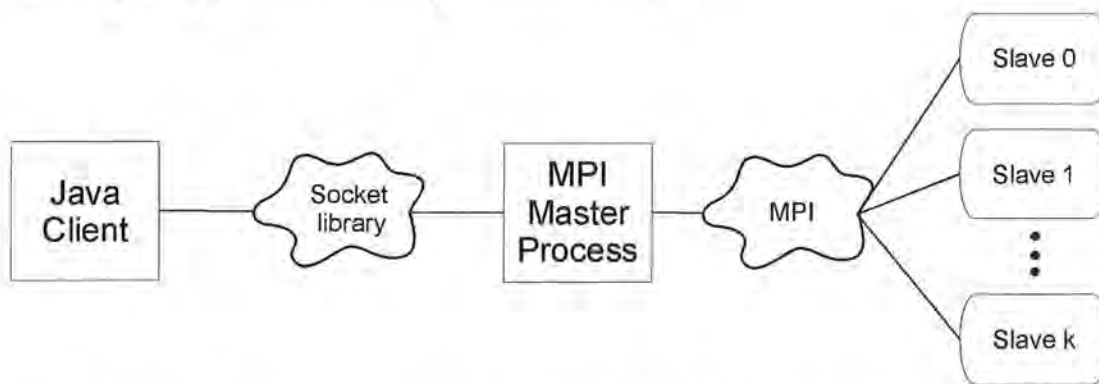 Java
Client
Socket
library
MPI
Master
Process
MPI
Slave 0
Slave 1
Slave k